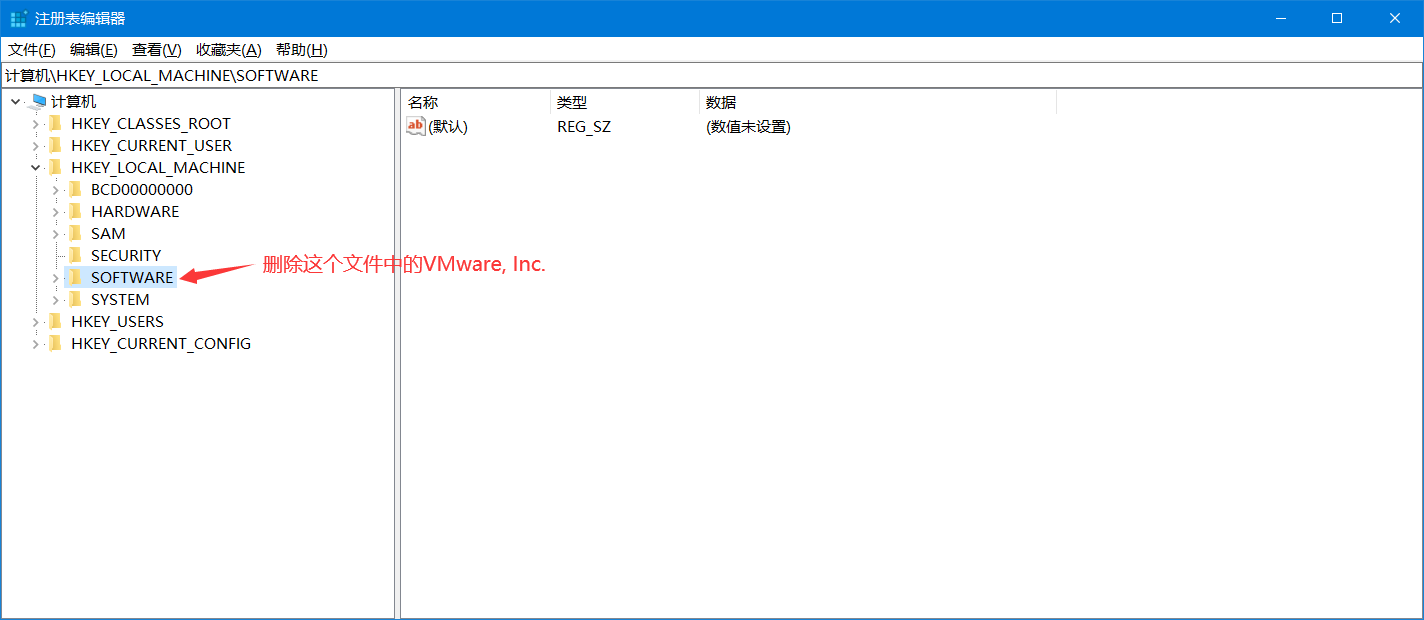 注册表编辑器
文件(F) 编辑(E) 查看(V) 收藏夹(A) 帮助(H)
计算机\HKEY_LOCAL_MACHINE\SOFTWARE
计算机
HKEY_CLASSES_ROOT
HKEY_CURRENT_USER
HKEY_LOCAL_MACHINE
BCD00000000
HARDWARE
SAM
SECURITY
SOFTWARE
SYSTEM
HKEY_USERS
HKEY_CURRENT_CONFIG
删除这个文件中的VMware, Inc.
名称 类型 数据
ab (默认) REG_SZ (数值未设置)